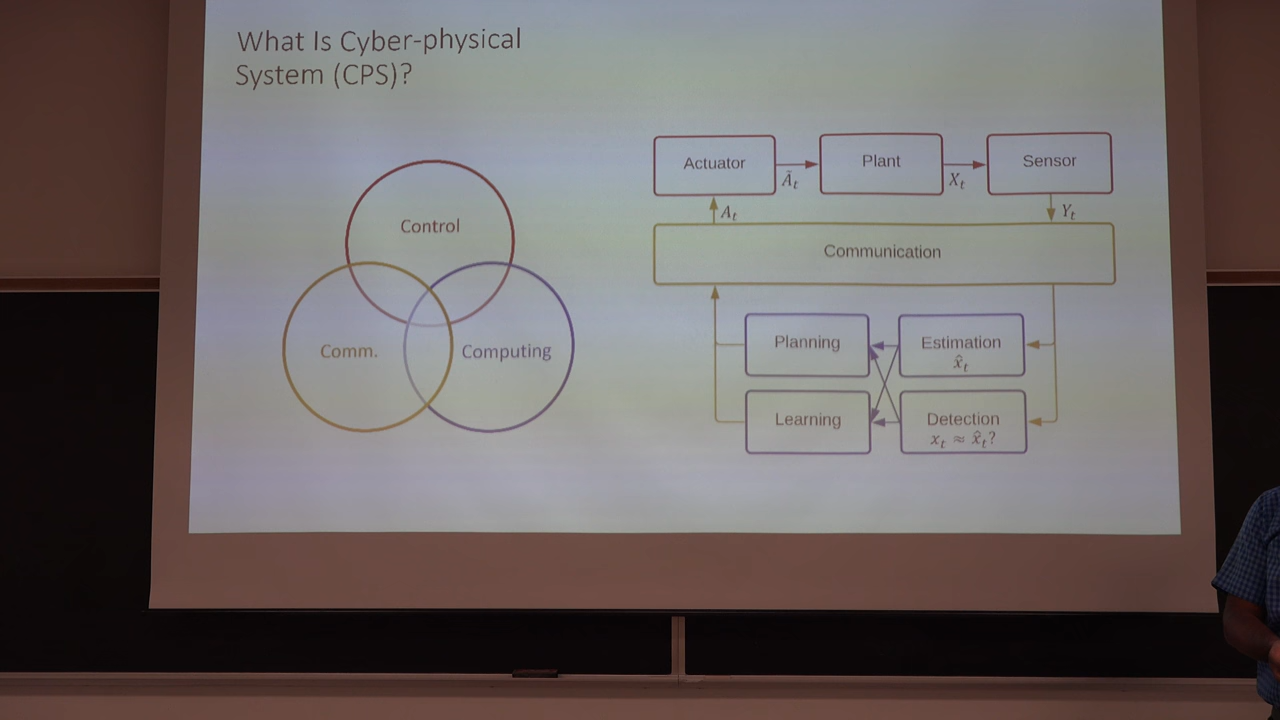 What Is Cyber-physical
System (CPS)?
Control
Comm.
Computing
Actuator
Ã_t
Plant
X_t
Sensor
A_t
Y_t
Communication
Planning
Estimation
x̂_t
Learning
Detection
x_t ≈ x̂_t?